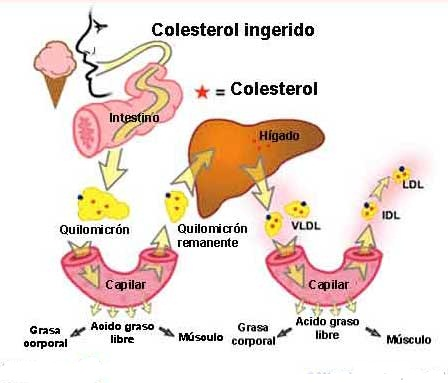 Colesterol ingerido
★ = Colesterol
Intestino
Hígado
Quilomicrón
Quilomicrón
remanente
VLDL
IDL
LDL
Capilar
Capilar
Grasa
corporal
Acido graso
libre
Músculo
Grasa
corporal
Acido graso
libre
Músculo